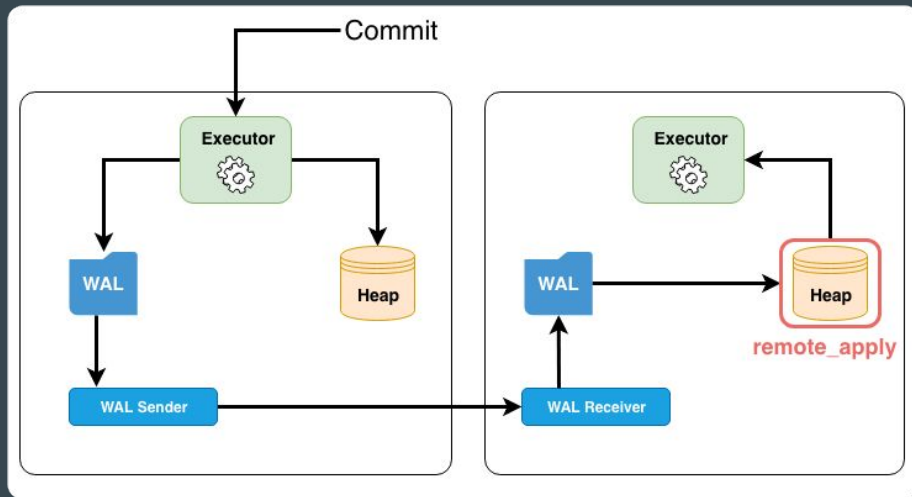 Commit
Executor
Executor
WAL
Heap
WAL
Heap
remote_apply
WAL Sender
WAL Receiver